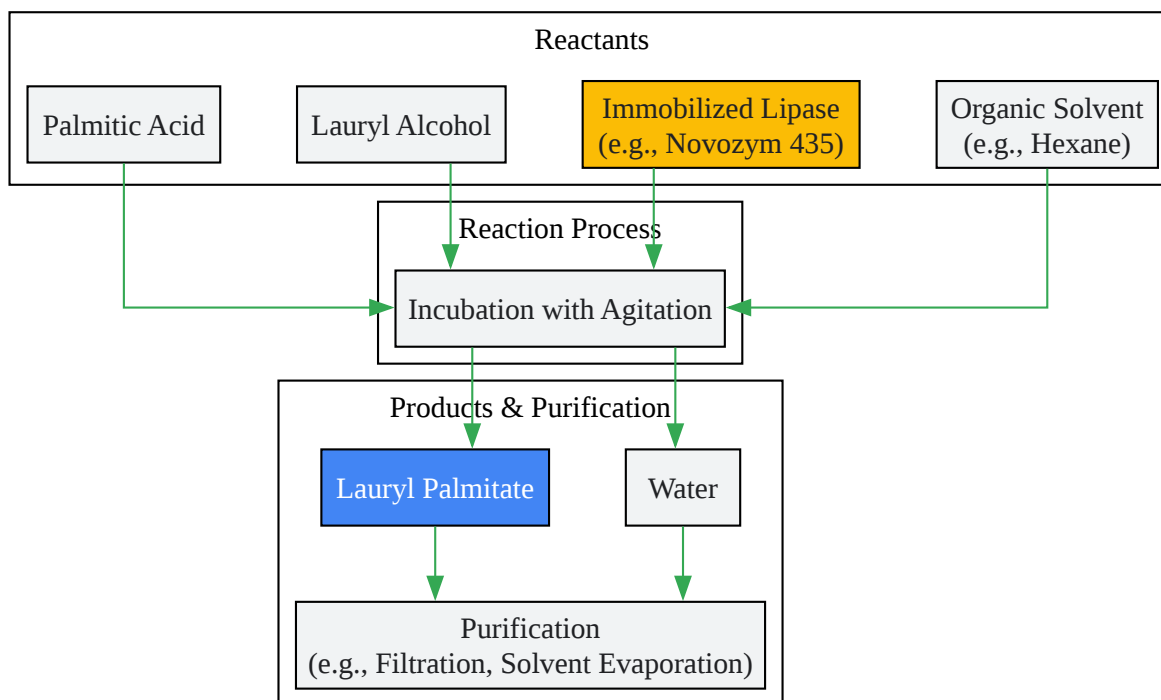 Reactants
Palmitic Acid
Lauryl Alcohol
Immobilized Lipase
(e.g., Novozym 435)
Organic Solvent
(e.g., Hexane)
Reaction Process
Incubation with Agitation
Products & Purification
Lauryl Palmitate
Water
Purification
(e.g., Filtration, Solvent Evaporation)